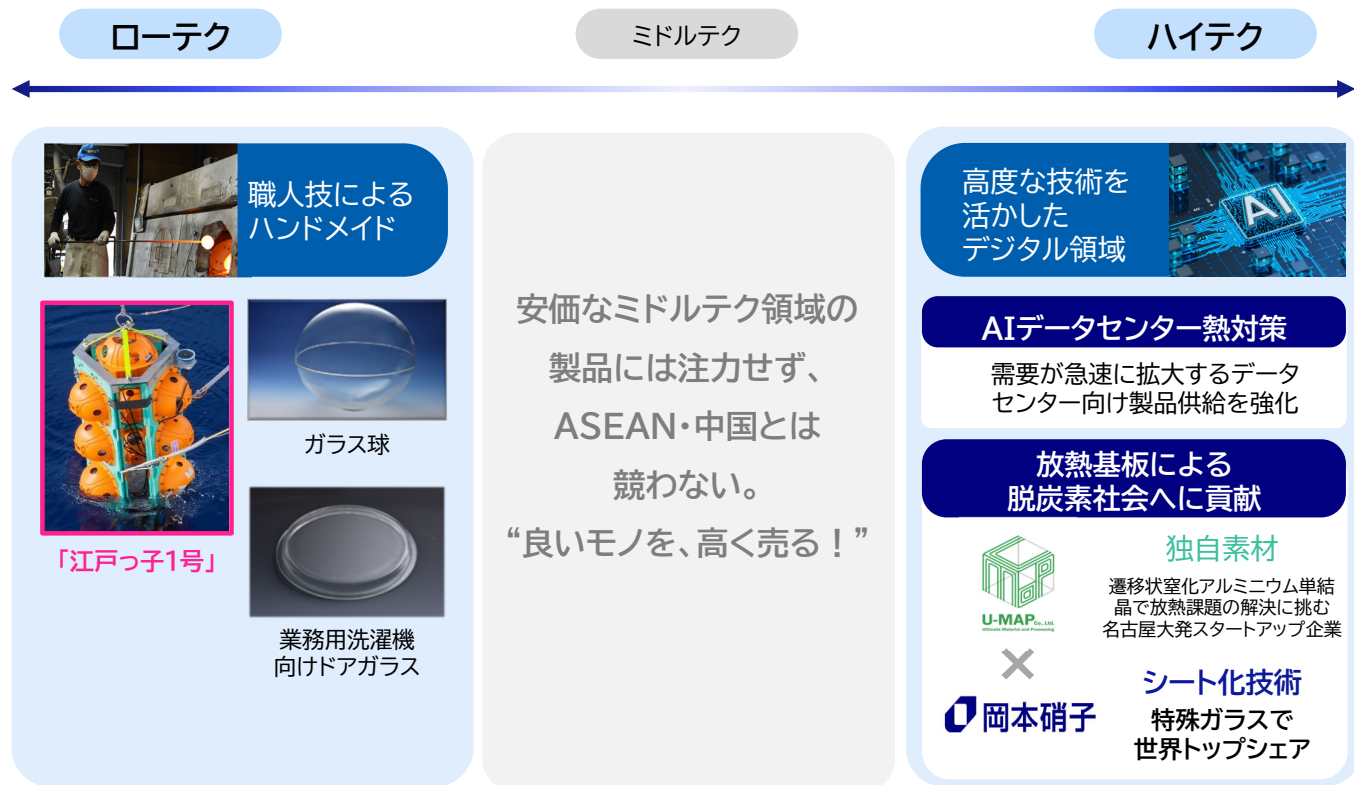 ローテク
ミドルテク
ハイテク
職人技による
ハンドメイド
「江戸っ子1号」
ガラス球
業務用洗濯機
向けドアガラス
安価なミドルテク領域の
製品には注力せず、
ASEAN・中国とは
競わない。
“良いモノを、高く売る！”
高度な技術を
活かした
デジタル領域
AI
AIデータセンター熱対策
需要が急速に拡大するデータ
センター向け製品供給を強化
放熱基板による
脱炭素社会へに貢献
U-MAP Co., Ltd.
Ultimate Material and Processing
独自素材
遷移状窒化アルミニウム単結
晶で放熱課題の解決に挑む
名古屋大発スタートアップ企業
×
岡本硝子
シート化技術
特殊ガラスで
世界トップシェア